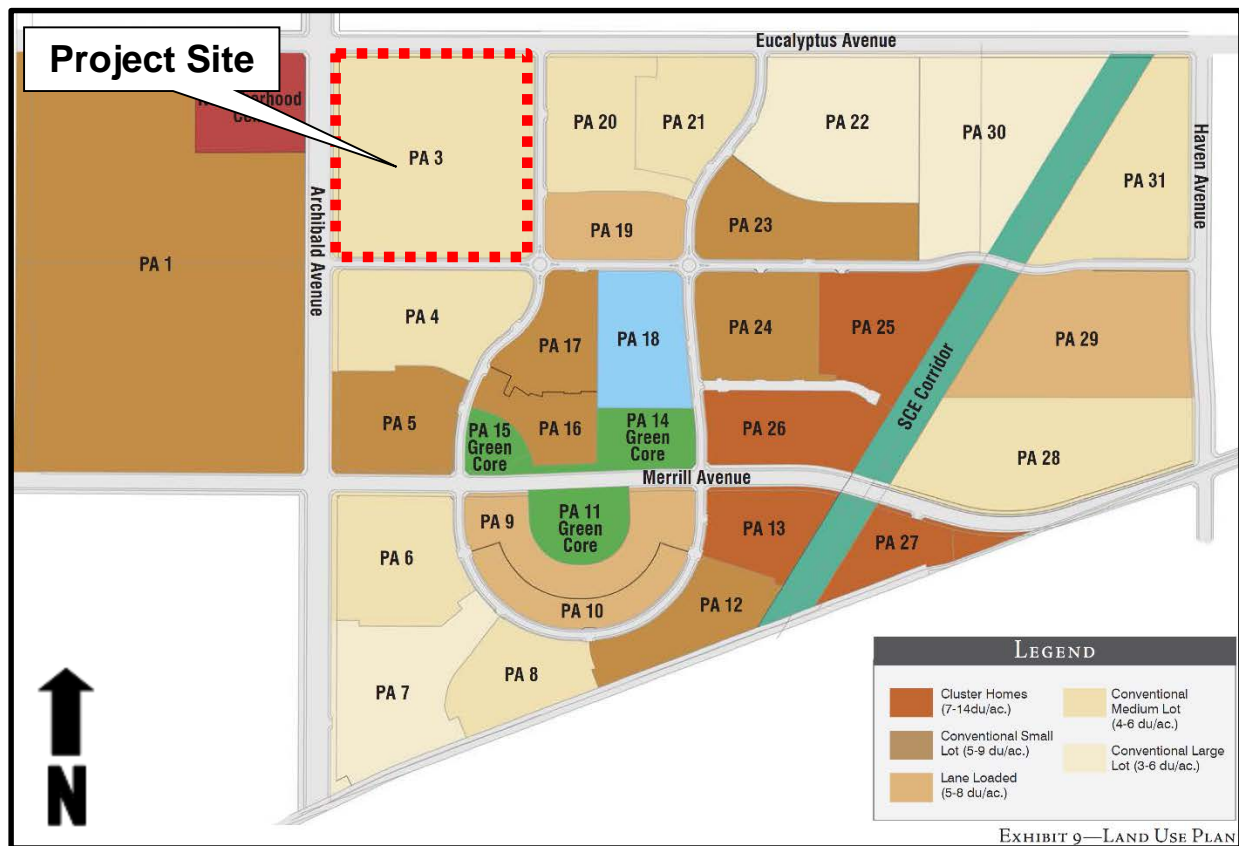 Project Site
Eucalyptus Avenue
Haven Avenue
Archibald Avenue
PA 3
PA 20
PA 21
PA 22
PA 30
PA 31
PA 19
PA 23
PA 1
PA 4
PA 17
PA 18
PA 24
PA 25
PA 29
SCE Corridor
PA 5
PA 15
Green
Core
PA 16
PA 14
Green
Core
PA 26
PA 28
Merrill Avenue
PA 9
PA 11
Green
Core
PA 13
PA 27
PA 6
PA 10
PA 12
PA 7
PA 8
N
LEGEND
Cluster Homes
(7-14du/ac.)
Conventional Small
Lot (5-9 du/ac.)
Lane Loaded
(5-8 du/ac.)
Conventional
Medium Lot
(4-6 du/ac.)
Conventional Large
Lot (3-6 du/ac.)
EXHIBIT 9—LAND USE PLAN